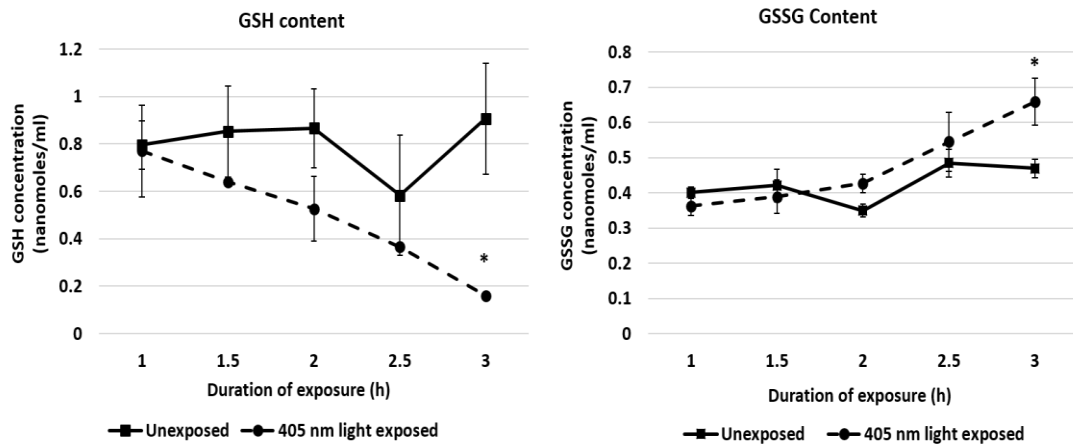 GSH content
1.2
1
0.8
0.6
0.4
0.2
0
GSH concentration
(nanomoles/ml)
*
1 1.5 2 2.5 3
Duration of exposure (h)
Unexposed 405 nm light exposed
GSSG Content
0.8
0.7
0.6
0.5
0.4
0.3
0.2
0.1
0
GSSG concentration
(nanomoles/ml)
*
1 1.5 2 2.5 3
Duration of exposure (h)
Unexposed 405 nm light exposed